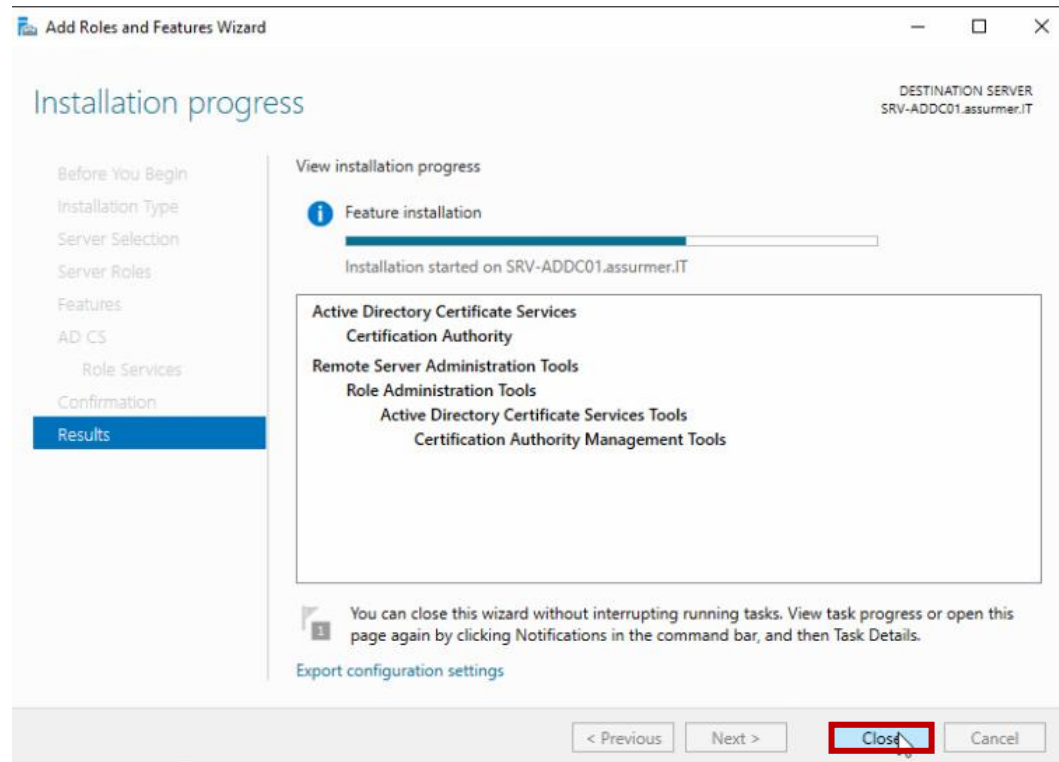 Add Roles and Features Wizard
Installation progress
DESTINATION SERVER
SRV-ADDC01.assurmer.IT
Before You Begin
Installation Type
Server Selection
Server Roles
Features
AD CS
Role Services
Confirmation
Results
View installation progress
Feature installation
Installation started on SRV-ADDC01.assurmer.IT
Active Directory Certificate Services
Certification Authority
Remote Server Administration Tools
Role Administration Tools
Active Directory Certificate Services Tools
Certification Authority Management Tools
1
You can close this wizard without interrupting running tasks. View task progress or open this
page again by clicking Notifications in the command bar, and then Task Details.
Export configuration settings
< Previous
Next >
Close
Cancel